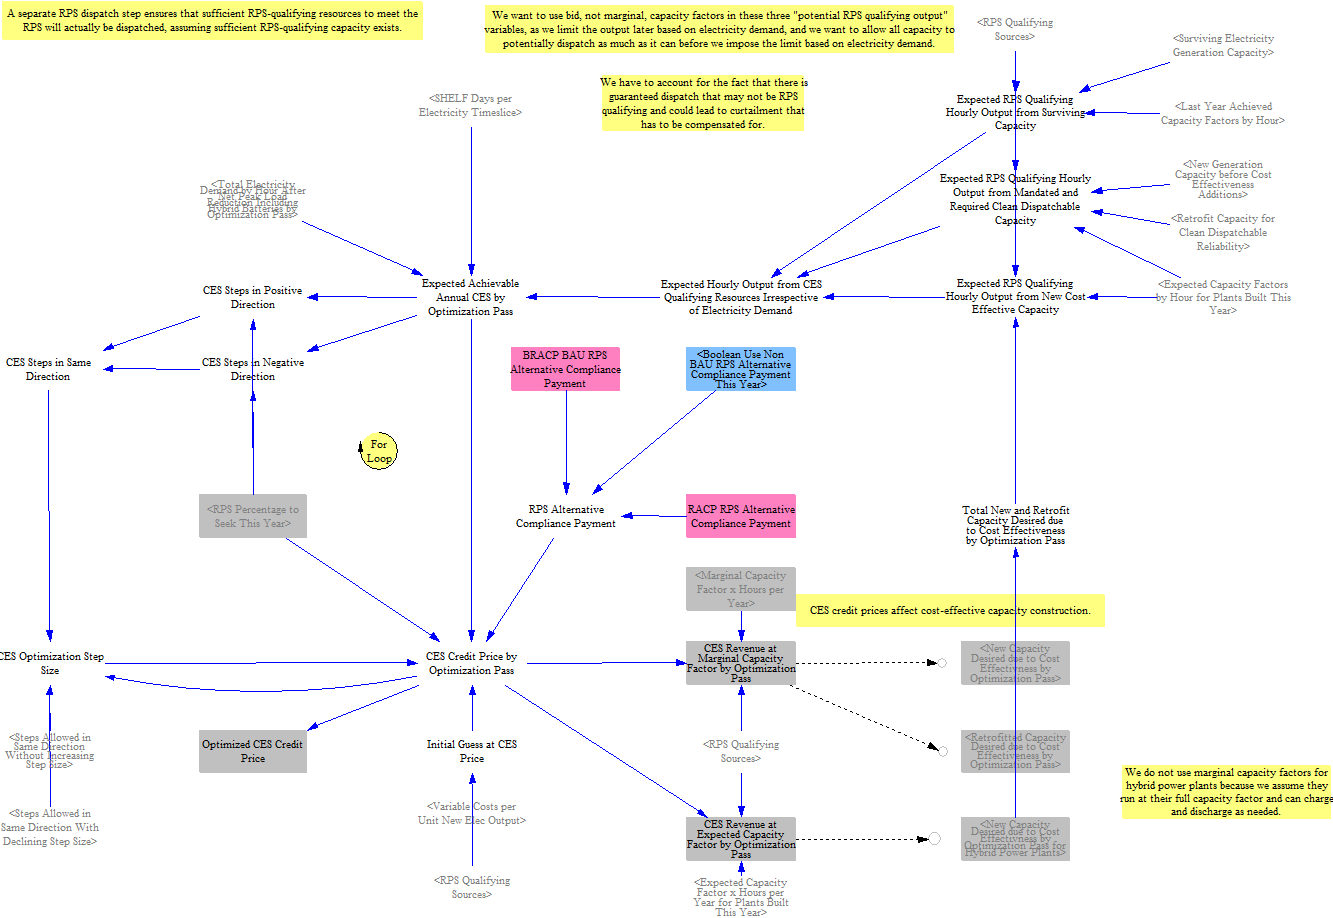 A separate RPS dispatch step ensures that sufficient RPS-qualifying resources to meet the
RPS will actually be dispatched, assuming sufficient RPS-qualifying capacity exists.
We want to use bid, not marginal, capacity factors in these three "potential RPS qualifying output"
variables, as we limit the output later based on electricity demand, and we want to allow all capacity to
potentially dispatch as much as it can before we impose the limit based on electricity demand.
<RPS Qualifying
Sources>
<Surviving Electricity
Generation Capacity>
We have to account for the fact that there is
guaranteed dispatch that may not be RPS
qualifying and could lead to curtailment that
has to be compensated for.
<SHELF Days per
Electricity Timeslice>
Expected RPS Qualifying
Hourly Output from Surviving
Capacity
<Last Year Achieved
Capacity Factors by Hour>
<Total Electricity
Demand by Hour After
Net Peak Load
Reduction Including
Hybrid Batteries by
Optimization Pass>
Expected RPS Qualifying Hourly
Output from Mandated and
Required Clean Dispatchable
Capacity
<New Generation
Capacity before Cost
Effectiveness
Additions>
<Retrofit Capacity for
Clean Dispatchable
Reliability>
CES Steps in Positive
Direction
Expected Achievable
Annual CES by
Optimization Pass
Expected Hourly Output from CES
Qualifying Resources Irrespective
of Electricity Demand
Expected RPS Qualifying
Hourly Output from New Cost
Effective Capacity
<Expected Capacity Factors
by Hour for Plants Built This
Year>
CES Steps in Same
Direction
CES Steps in Negative
Direction
BRACP BAU RPS
Alternative Compliance
Payment
<Boolean Use Non
BAU RPS Alternative
Compliance Payment
This Year>
For
Loop
<RPS Percentage to
Seek This Year>
RPS Alternative
Compliance Payment
RACP RPS Alternative
Compliance Payment
Total New and Retrofit
Capacity Desired due
to Cost Effectiveness
by Optimization Pass
<Marginal Capacity
Factor x Hours per
Year>
CES credit prices affect cost-effective capacity construction.
CES Optimization Step
Size
CES Credit Price by
Optimization Pass
CES Revenue at
Marginal Capacity
Factor by Optimization
Pass
<New Capacity
Desired due to Cost
Effectivness by
Optimization Pass>
<Steps Allowed in
Same Direction
Without Increasing
Step Size>
Optimized CES Credit
Price
Initial Guess at CES
Price
<RPS Qualifying
Sources>
<Retrofitted Capacity
Desired due to Cost
Effectiveness by
Optimization Pass>
We do not use marginal capacity factors for
hybrid power plants because we assume they
run at their full capacity factor and can charge
and discharge as needed.
<Steps Allowed in
Same Direction With
Declining Step Size>
<Variable Costs per
Unit New Elec Output>
CES Revenue at
Expected Capacity
Factor by Optimization
Pass
<New Capacity
Desired due to Cost
Effectivness by
Optimization Pass for
Hybrid Power Plants>
<RPS Qualifying
Sources>
<Expected Capacity
Factor x Hours per
Year for Plants Built
This Year>